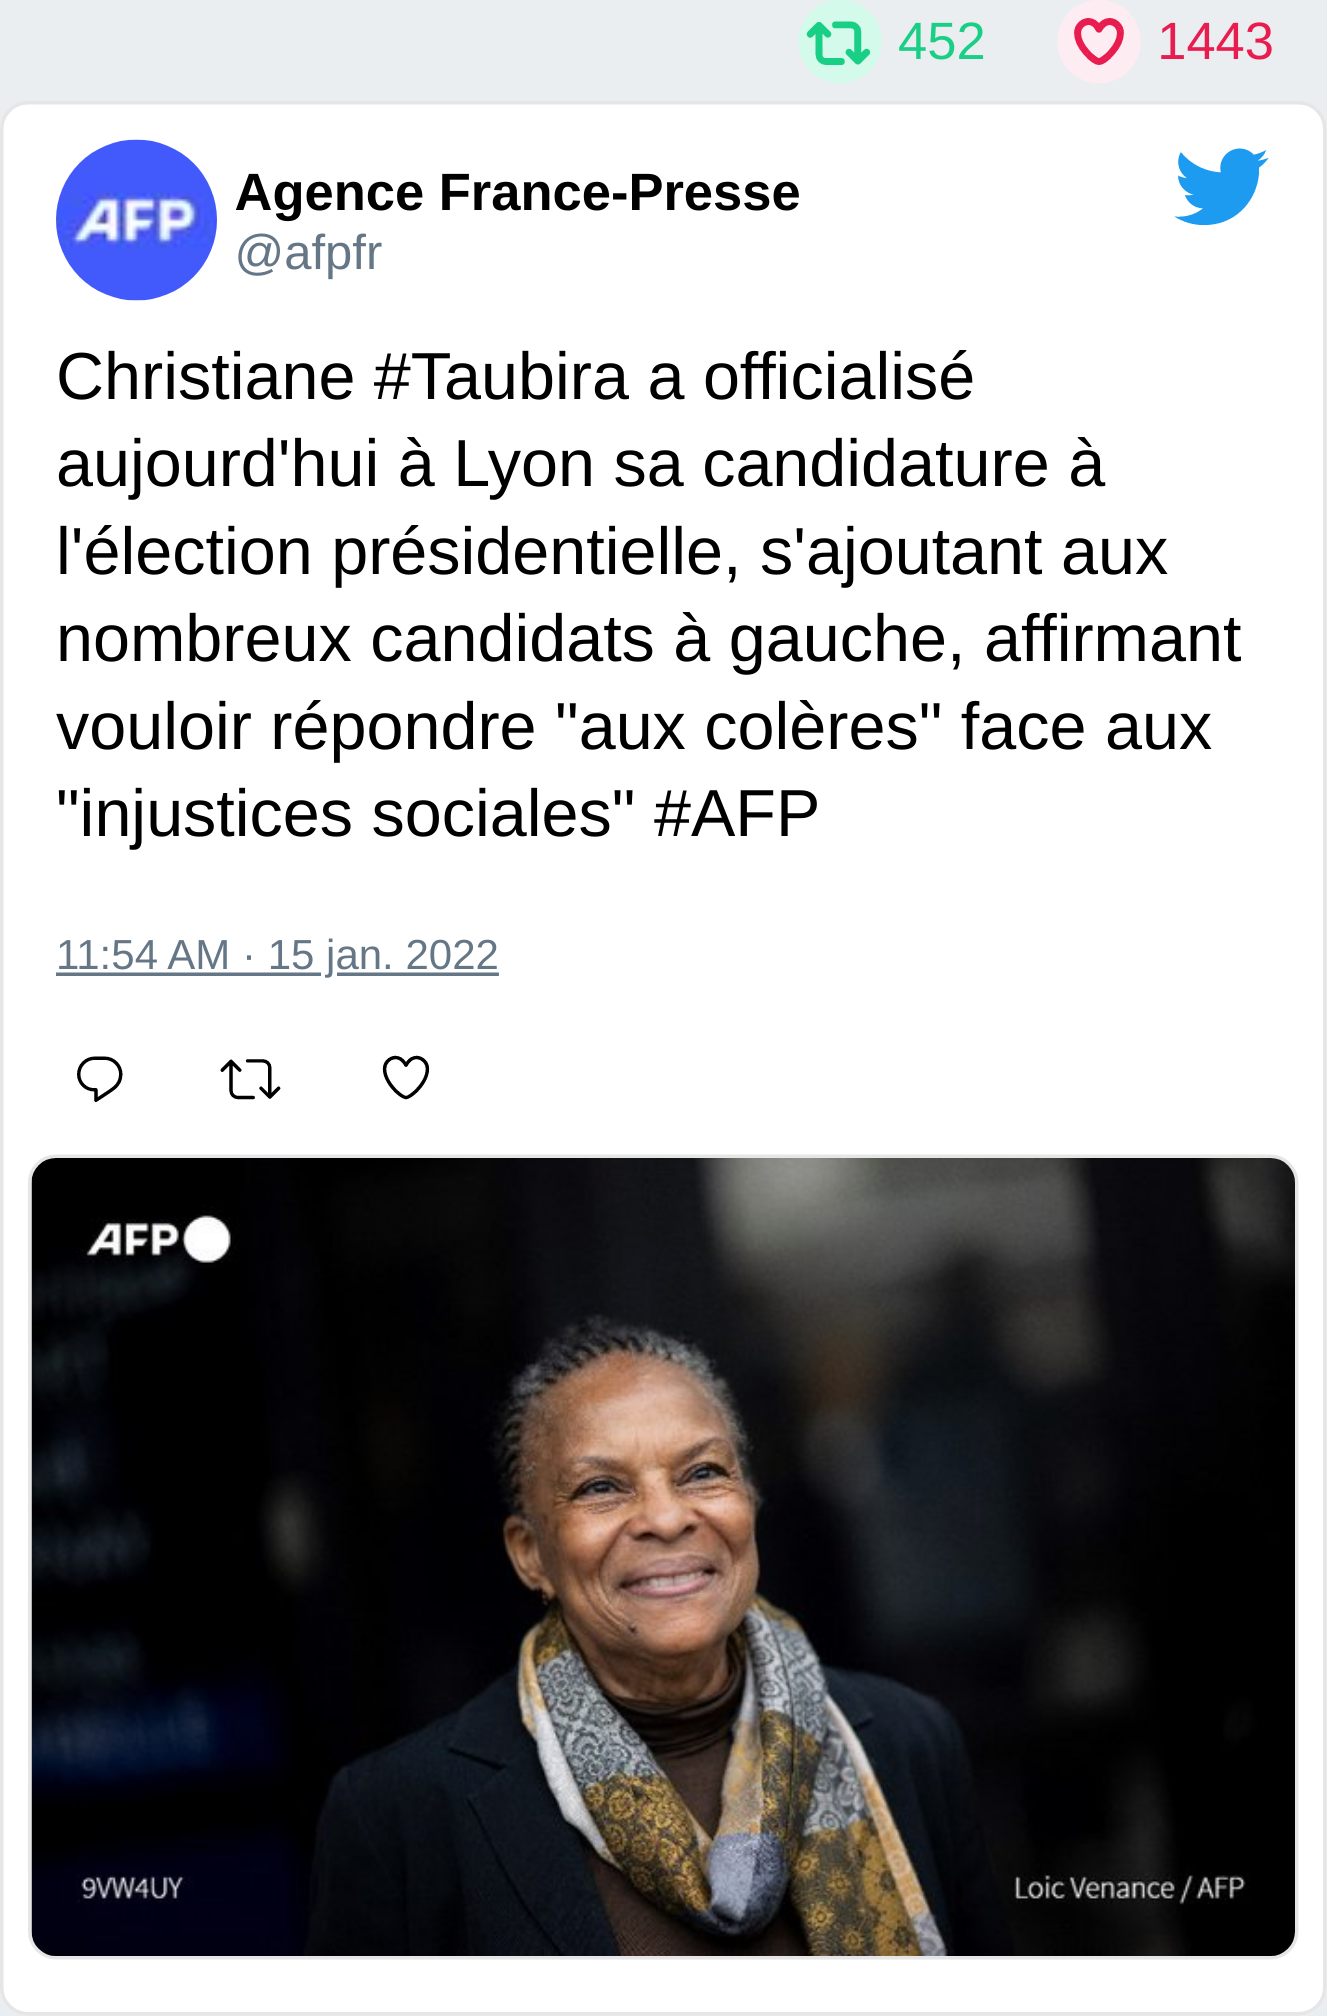 452 1443
AFP
Agence France-Presse
@afpfr
Christiane #Taubira a officialisé
aujourd'hui à Lyon sa candidature à
l'élection présidentielle, s'ajoutant aux
nombreux candidats à gauche, affirmant
vouloir répondre "aux colères" face aux
"injustices sociales" #AFP
11:54 AM · 15 jan. 2022
AFP
9VW4UY
Loic Venance / AFP